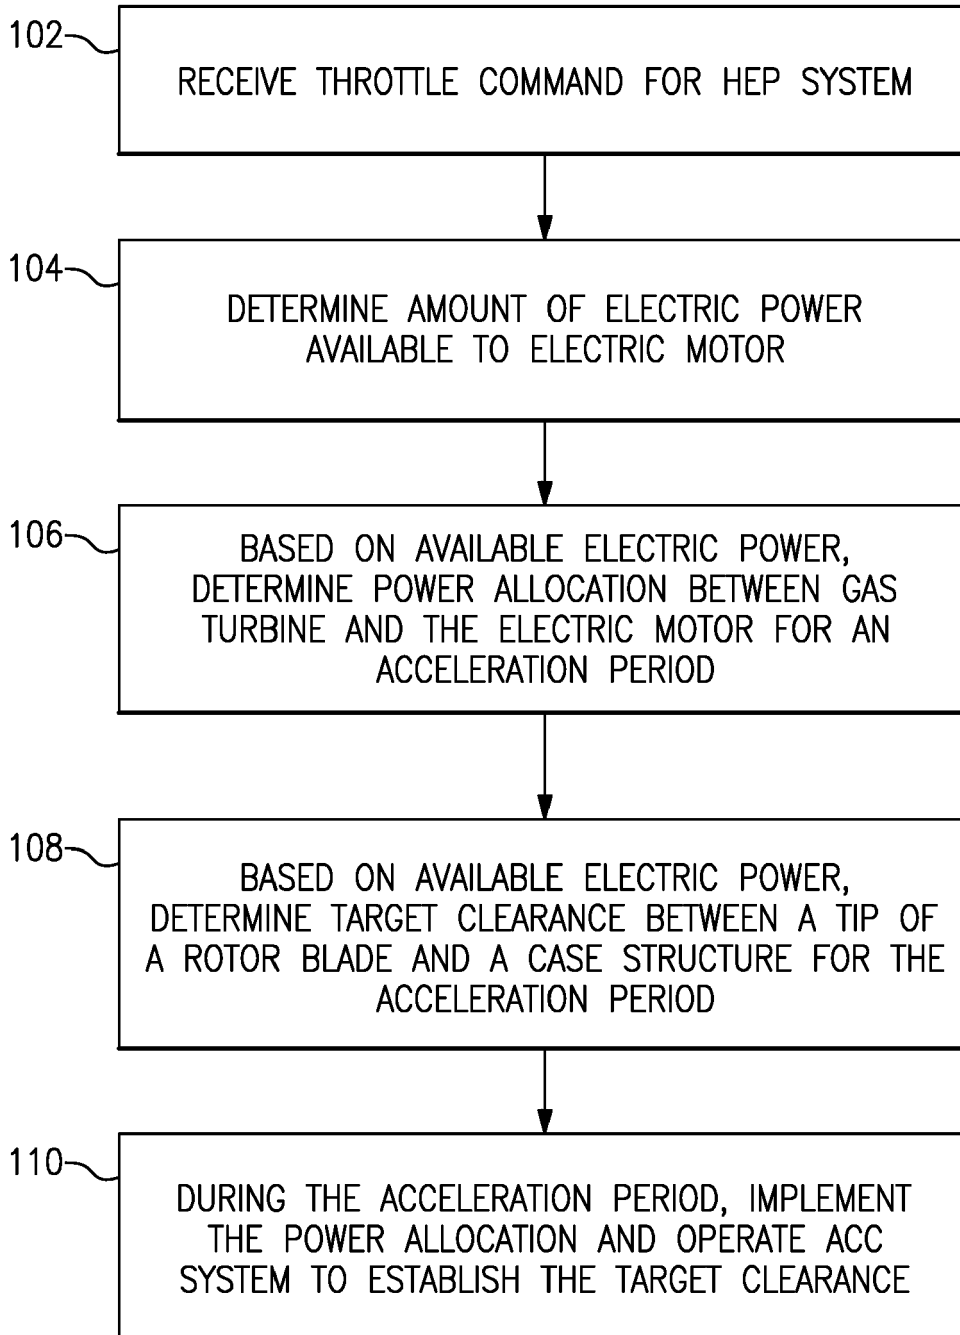 102
RECEIVE THROTTLE COMMAND FOR HEP SYSTEM
104
DETERMINE AMOUNT OF ELECTRIC POWER
AVAILABLE TO ELECTRIC MOTOR
106
BASED ON AVAILABLE ELECTRIC POWER,
DETERMINE POWER ALLOCATION BETWEEN GAS
TURBINE AND THE ELECTRIC MOTOR FOR AN
ACCELERATION PERIOD
108
BASED ON AVAILABLE ELECTRIC POWER,
DETERMINE TARGET CLEARANCE BETWEEN A TIP OF
A ROTOR BLADE AND A CASE STRUCTURE FOR THE
ACCELERATION PERIOD
110
DURING THE ACCELERATION PERIOD, IMPLEMENT
THE POWER ALLOCATION AND OPERATE ACC
SYSTEM TO ESTABLISH THE TARGET CLEARANCE